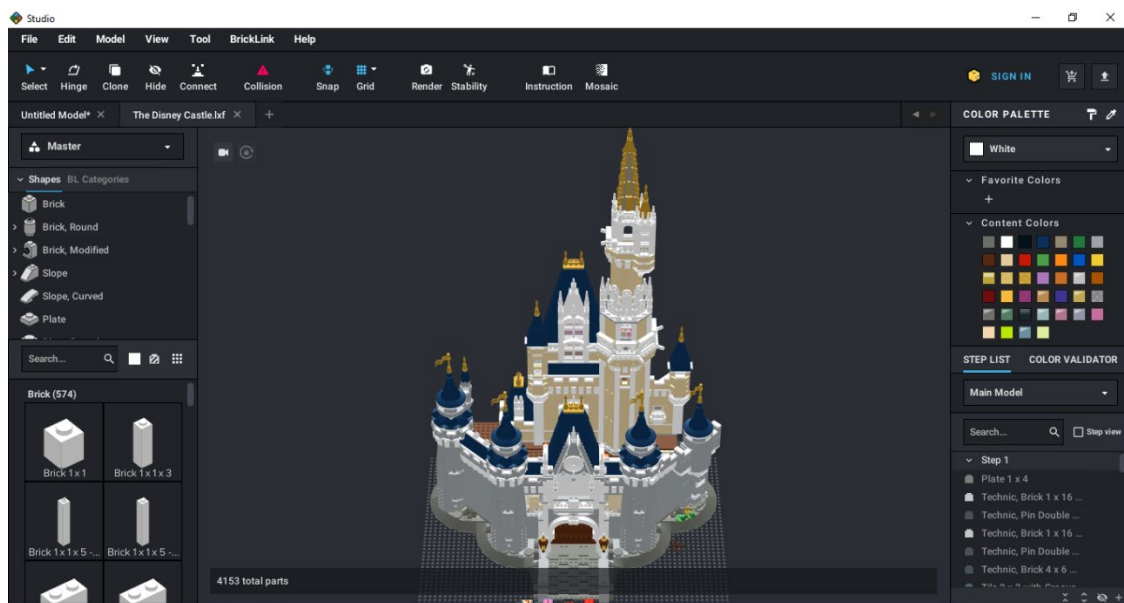 Studio
File Edit Model View Tool BrickLink Help
Select Hinge Clone Hide Connect Collision Snap Grid Render Stability Instruction Mosaic SIGN IN
Untitled Model* The Disney Castle.lxf
Master
Shapes BL Categories
Brick
Brick, Round
Brick, Modified
Slope
Slope, Curved
Plate
Search...
Brick (574)
Brick 1 x 1 Brick 1 x 1 x 3
Brick 1 x 1 x 5 -... Brick 1 x 1 x 5 -...
4153 total parts
COLOR PALETTE
White
Favorite Colors
+
Content Colors
STEP LIST COLOR VALIDATOR
Main Model
Search... Step view
Step 1
Plate 1 x 4
Technic, Brick 1 x 16 ...
Technic, Pin Double ...
Technic, Brick 1 x 16 ...
Technic, Pin Double ...
Technic, Brick 4 x 6 ...